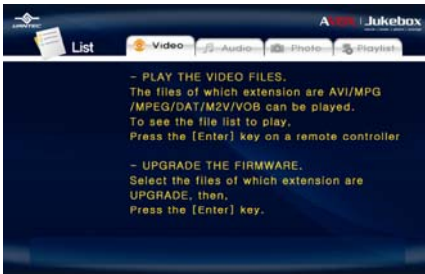 VANTEC
Jukebox
List
Video
Audio
Photo
Playlist
- PLAY THE VIDEO FILES.
The files of which extension are AVI/MPG
/MPEG/DAT/M2V/VOB can be played.
To see the file list to play,
Press the [Enter] key on a remote controller
- UPGRADE THE FIRMWARE.
Select the files of which extension are
UPGRADE, then,
Press the [Enter] key.